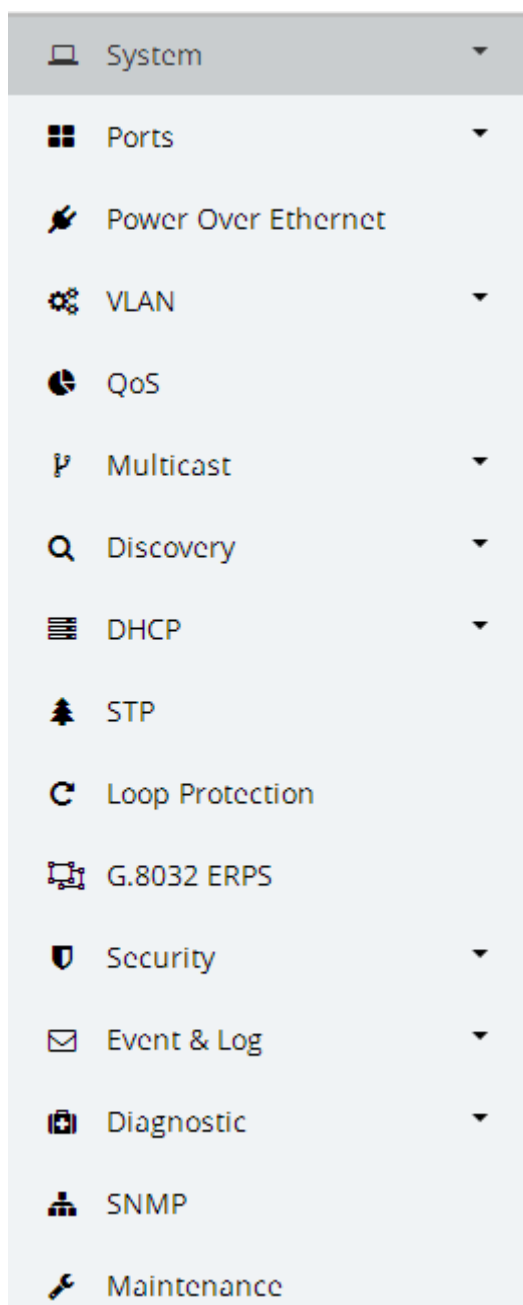 System
Ports
Power Over Ethernet
VLAN
QoS
Multicast
Discovery
DHCP
STP
Loop Protection
G.8032 ERPS
Security
Event & Log
Diagnostic
SNMP
Maintenance